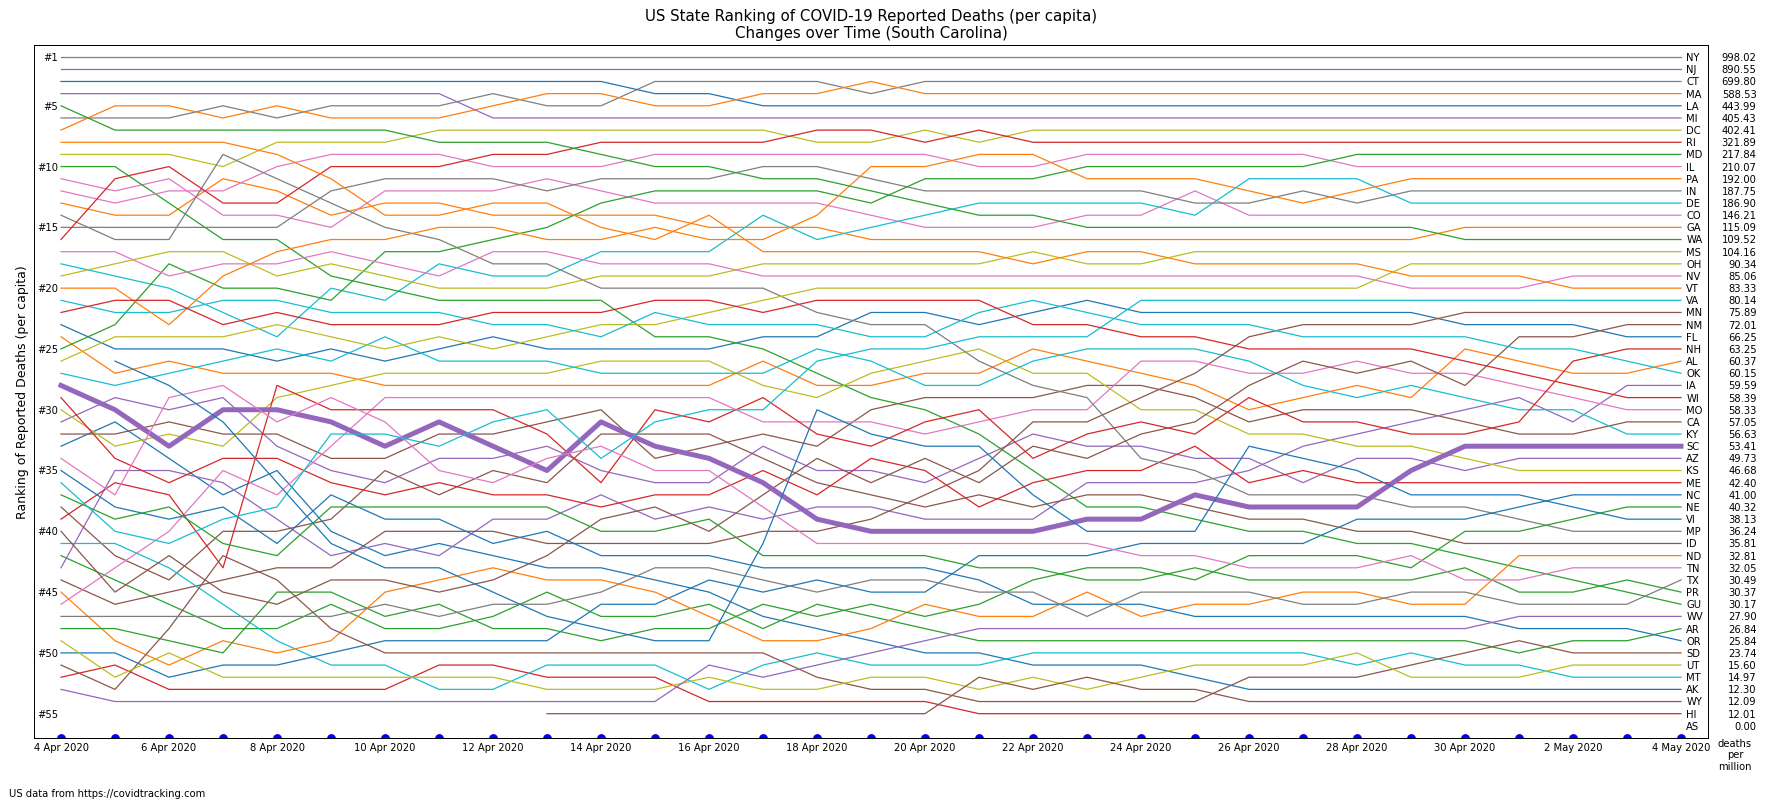 US State Ranking of COVID-19 Reported Deaths (per capita)
Changes over Time (South Carolina)
Ranking of Reported Deaths (per capita)
#1
#5
#10
#15
#20
#25
#30
#35
#40
#45
#50
#55
NY 998.02
NJ 890.55
CT 699.80
MA 588.53
LA 443.99
MI 405.43
DC 402.41
RI 321.89
MD 217.84
IL 210.07
PA 192.00
IN 187.75
DE 186.90
CO 146.21
GA 115.09
WA 109.52
MS 104.16
OH 90.34
NV 85.06
VT 83.33
VA 80.14
MN 75.89
NM 72.01
FL 66.25
NH 63.25
AL 60.37
OK 60.15
IA 59.59
WI 58.39
MO 58.33
CA 57.05
KY 56.63
SC 53.41
AZ 49.73
KS 46.68
ME 42.40
NC 41.00
NE 40.32
VI 38.13
MP 36.24
ID 35.81
ND 32.81
TN 32.05
TX 30.49
PR 30.37
GU 30.17
WV 27.90
AR 26.84
OR 25.84
SD 23.74
UT 15.60
MT 14.97
AK 12.30
WY 12.09
HI 12.01
AS 0.00
4 Apr 2020 6 Apr 2020 8 Apr 2020 10 Apr 2020 12 Apr 2020 14 Apr 2020 16 Apr 2020 18 Apr 2020 20 Apr 2020 22 Apr 2020 24 Apr 2020 26 Apr 2020 28 Apr 2020 30 Apr 2020 2 May 2020 4 May 2020
deaths
per
million
US data from https://covidtracking.com